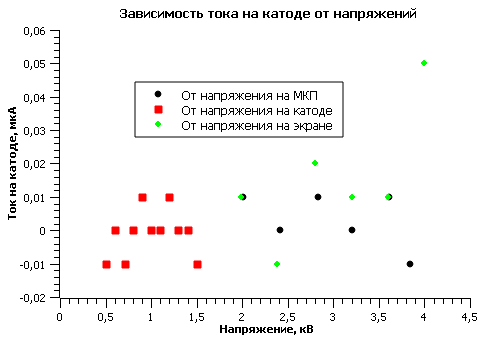 Зависимость тока на катоде от напряжений
0,06
0,05
0,04
0,03
0,02
0,01
0
-0,01
-0,02
Ток на катоде, мкА
От напряжения на МКП
От напряжения на катоде
От напряжения на экране
0 0,5 1 1,5 2 2,5 3 3,5 4 4,5
Напряжение, кВ